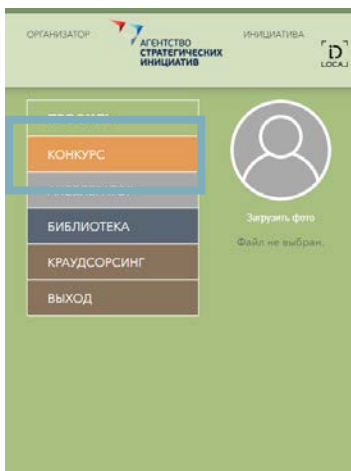 ОРГАНИЗАТОР
АГЕНТСТВО
СТРАТЕГИЧЕСКИХ
ИНИЦИАТИВ
ИНИЦИАТИВА
D
LOCAL
КОНКУРС
БИБЛИОТЕКА
КРАУДСОРСИНГ
ВЫХОД
Загрузить фото
Файл не выбран.